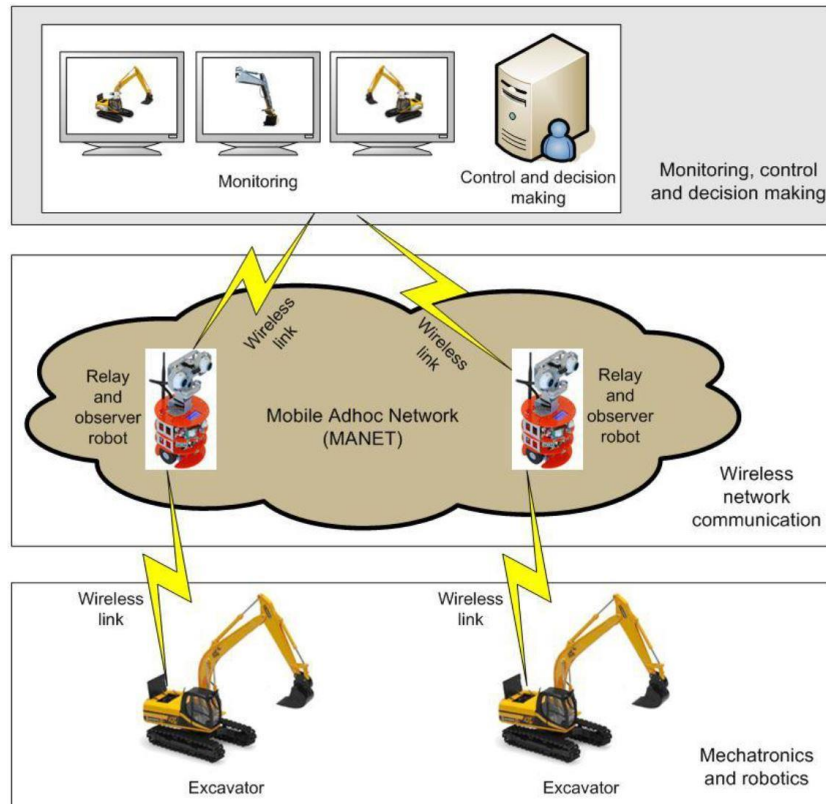 Monitoring
Control and decision
making
Monitoring, control
and decision making
Wireless
link
Wireless
link
Relay
and
observer
robot
Mobile Adhoc Network
(MANET)
Relay
and
observer
robot
Wireless
network
communication
Wireless
link
Wireless
link
Excavator
Excavator
Mechatronics
and robotics